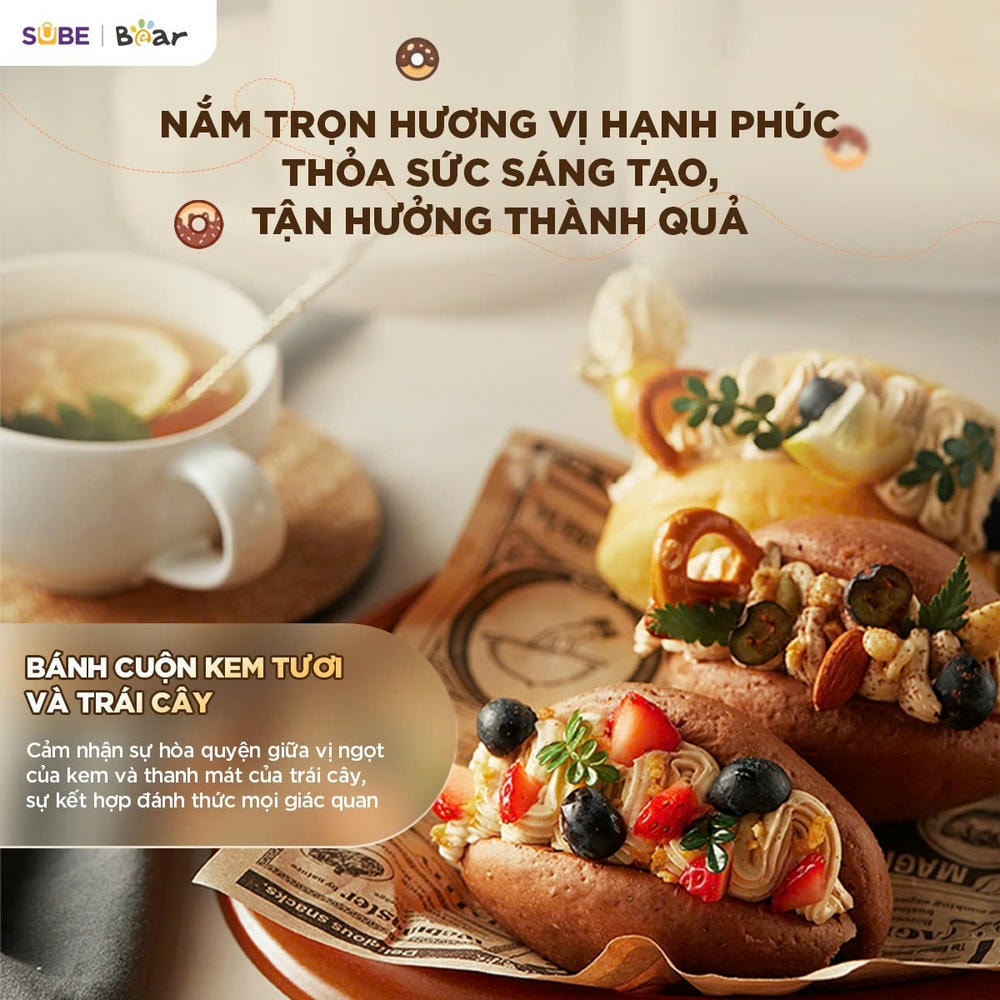 SUBE | Bear
NẮM TRỌN HƯƠNG VỊ HẠNH PHÚC
THỎA SỨC SÁNG TẠO,
TẬN HƯỞNG THÀNH QUẢ
BÁNH CUỘN KEM TƯƠI
VÀ TRÁI CÂY
Cảm nhận sự hòa quyện giữa vị ngọt
của kem và thanh mát của trái cây,
sự kết hợp đánh thức mọi giác quan